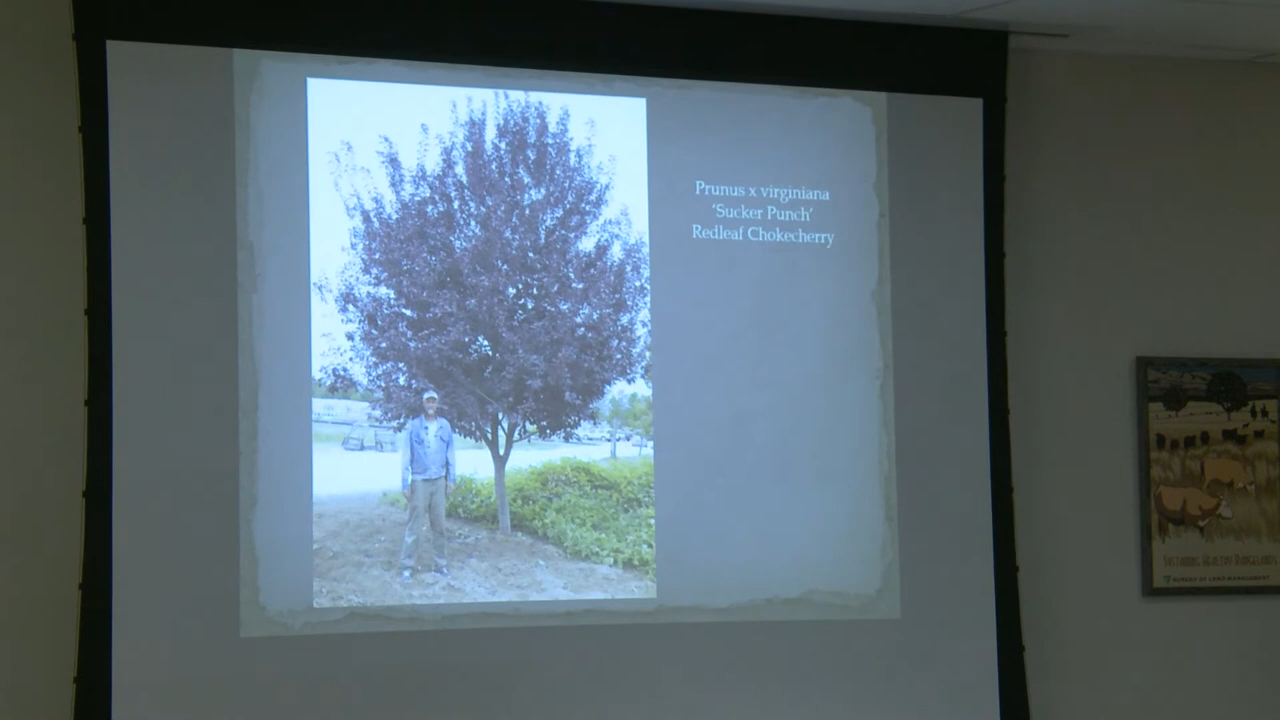 Prunus x virginiana
‘Sucker Punch’
Redleaf Chokecherry
SUSTAINING HEALTHY RANGELANDS
BUREAU OF LAND MANAGEMENT